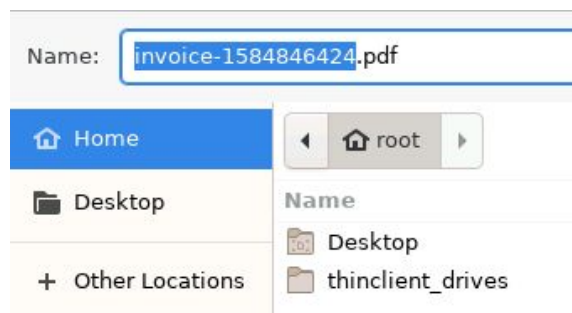 Name: invoice-1584846424.pdf
Home
Desktop
+ Other Locations
root
Name
Desktop
thinclient_drives